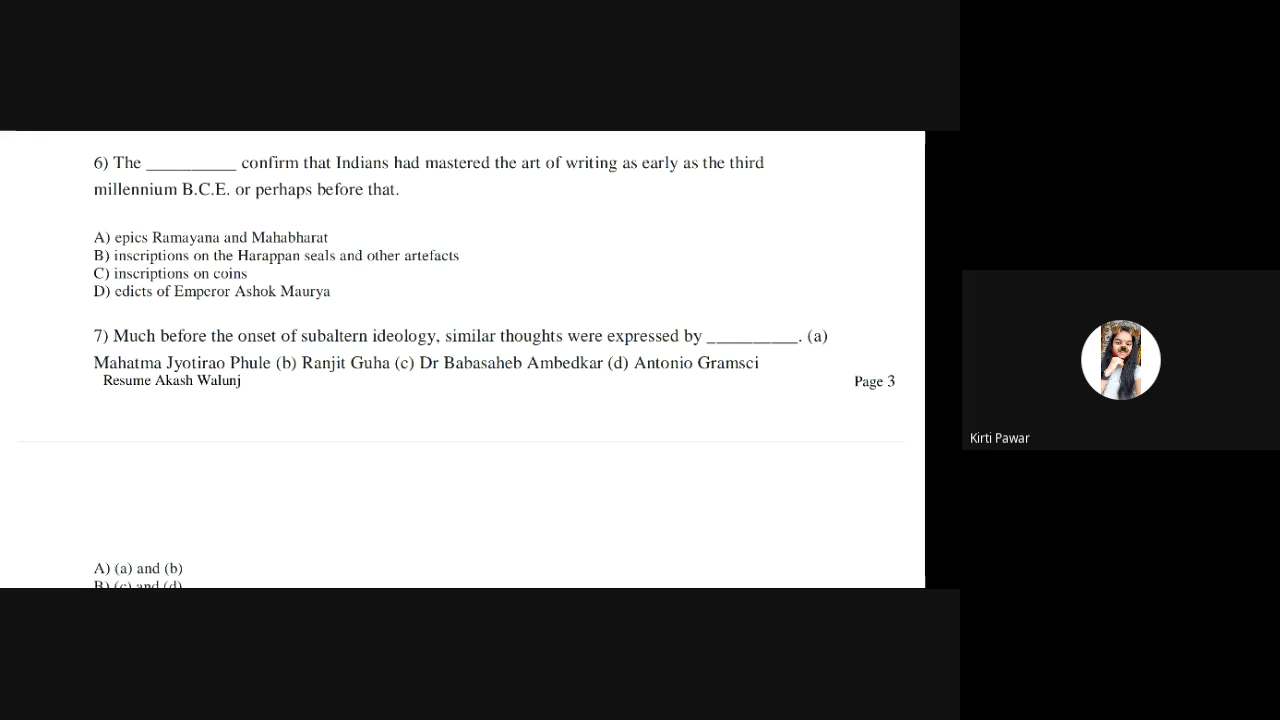 6) The __________ confirm that Indians had mastered the art of writing as early as the third
millennium B.C.E. or perhaps before that.
A) epics Ramayana and Mahabharat
B) inscriptions on the Harappan seals and other artefacts
C) inscriptions on coins
D) edicts of Emperor Ashok Maurya
7) Much before the onset of subaltern ideology, similar thoughts were expressed by __________. (a)
Mahatma Jyotirao Phule (b) Ranjit Guha (c) Dr Babasaheb Ambedkar (d) Antonio Gramsci
Resume Akash Walunj Page 3
A) (a) and (b)
B) (c) and (d)
Kirti Pawar